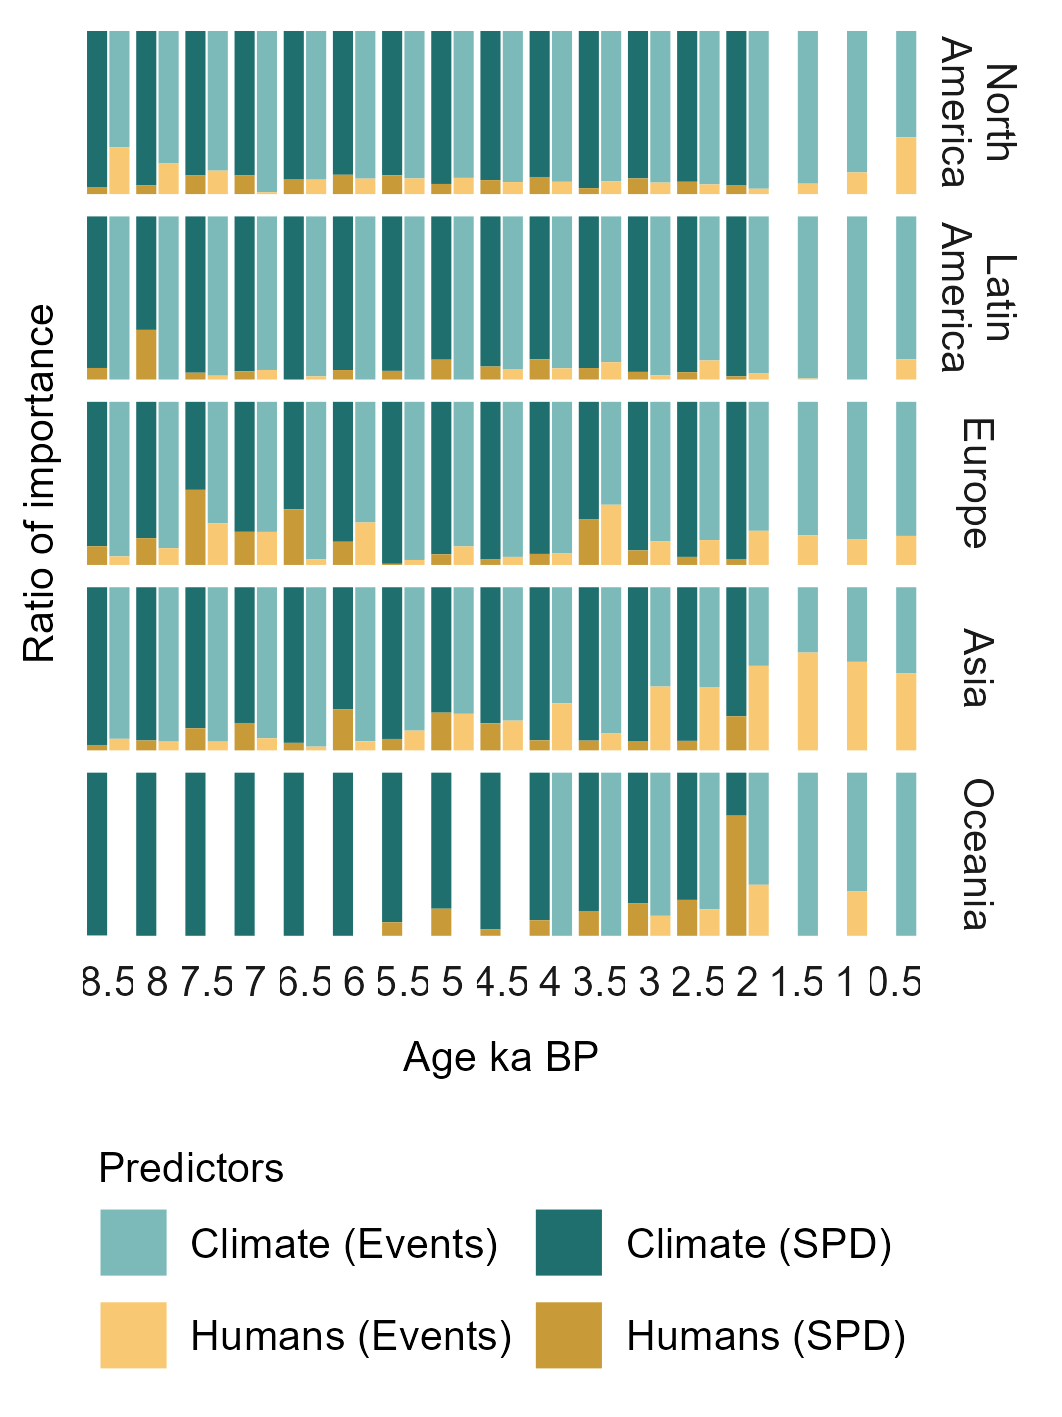 North
America
Latin
America
Europe
Asia
Oceania
Ratio of importance
8.5 8 7.5 7 6.5 6 5.5 5 4.5 4 3.5 3 2.5 2 1.5 1 0.5
Age ka BP
Predictors
Climate (Events) Climate (SPD)
Humans (Events) Humans (SPD)